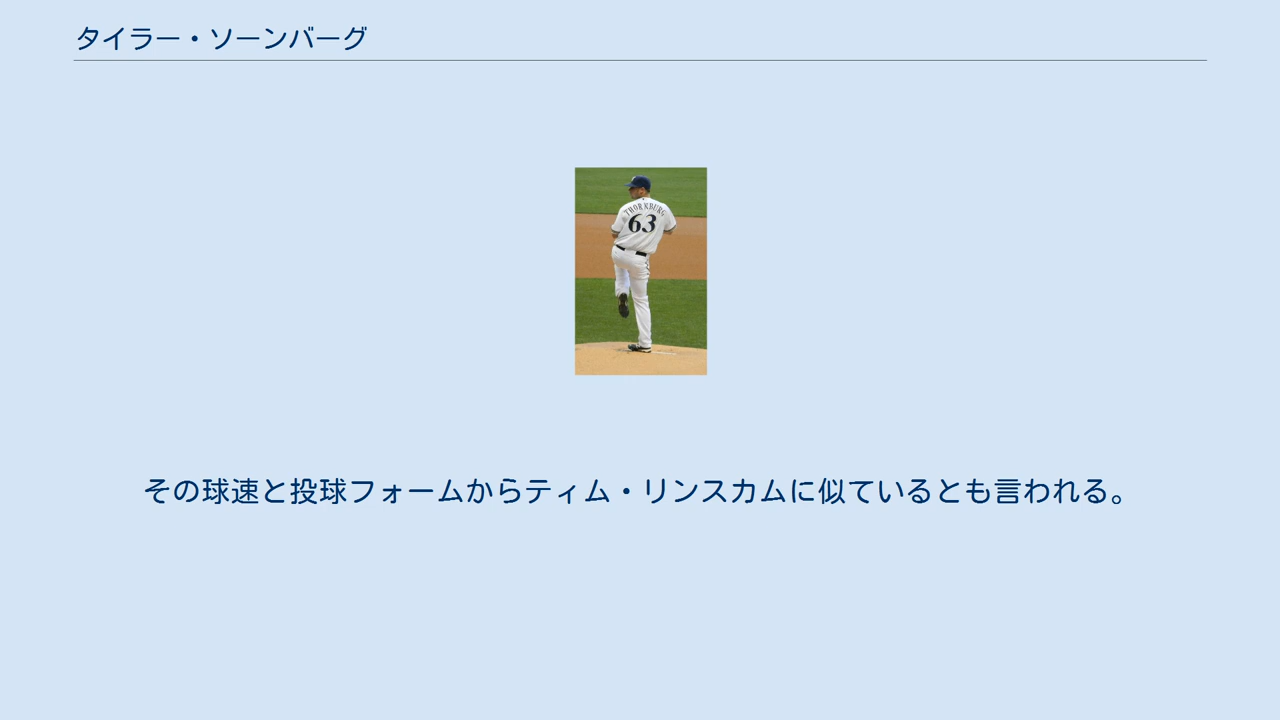 タイラー・ソーンバーグ
THORNBURG
63
その球速と投球フォームからティム・リンスカムに似ているとも言われる。